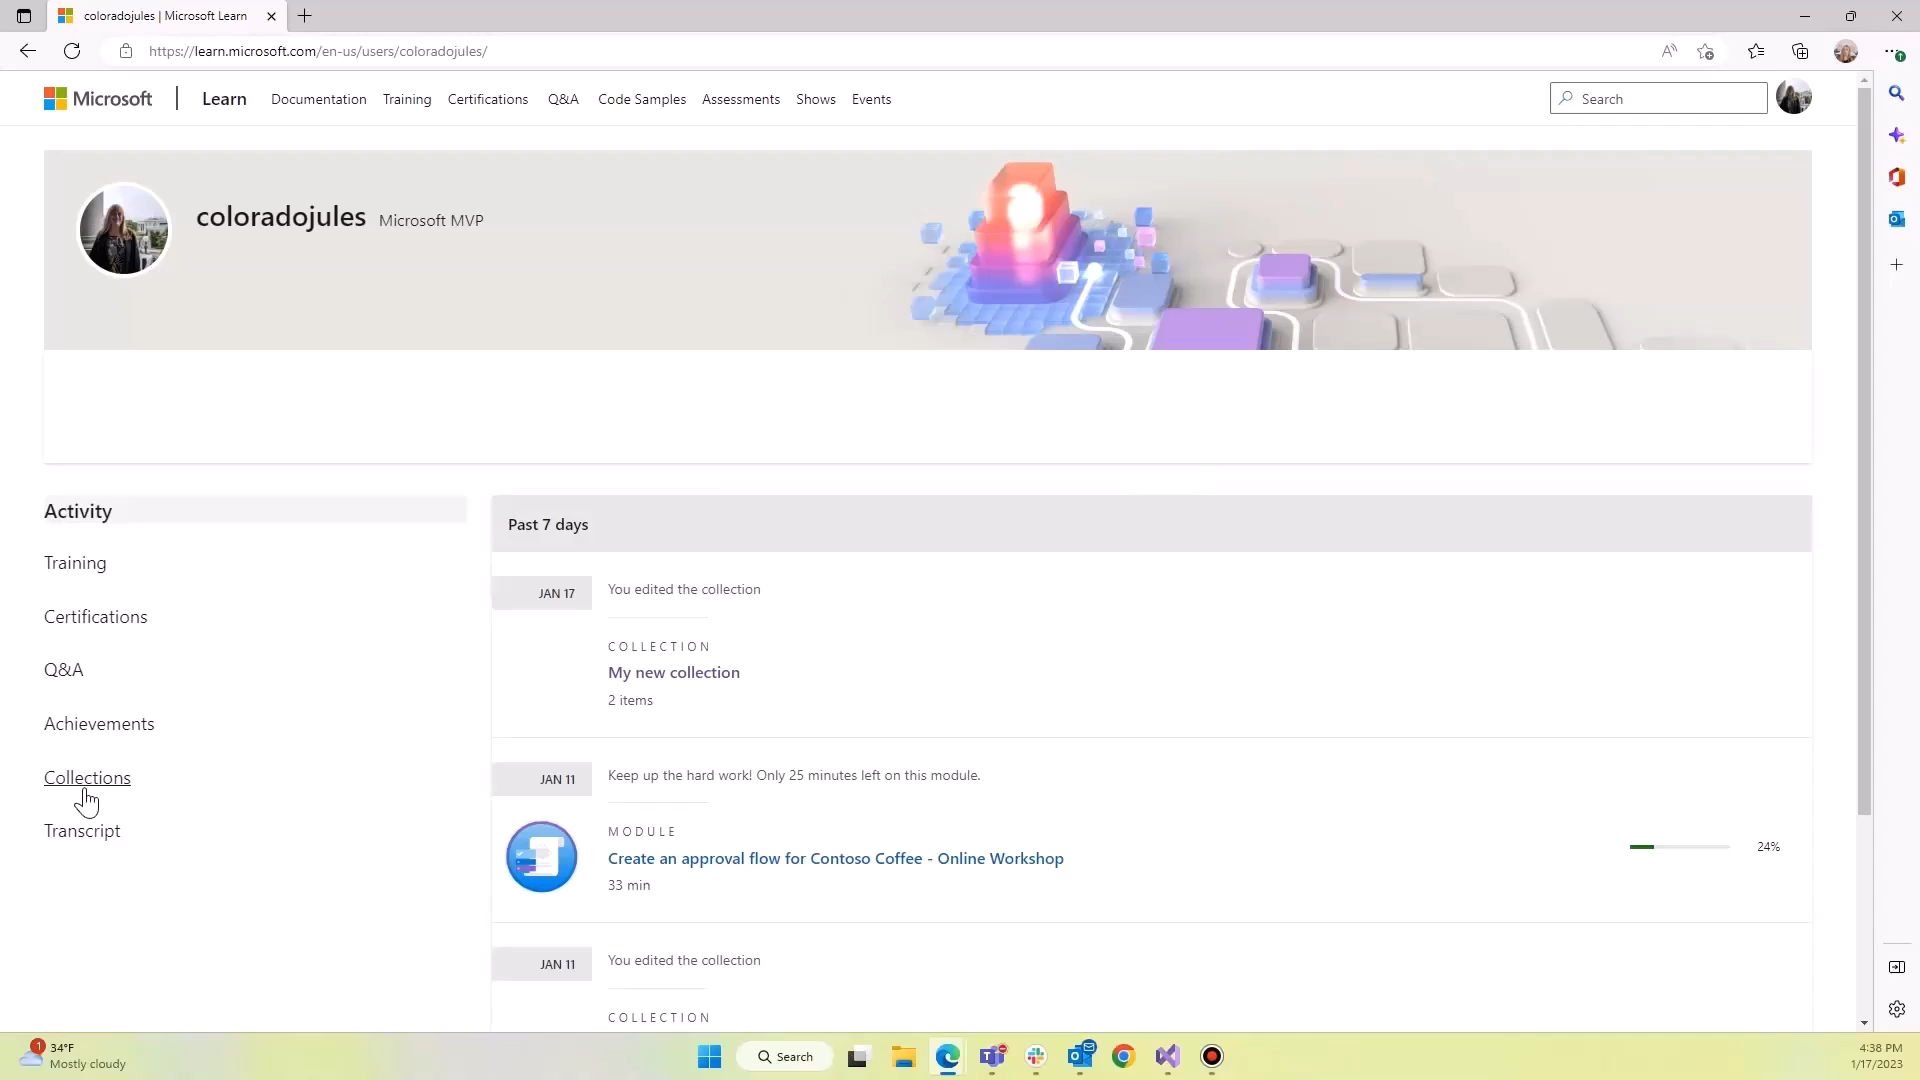 coloradojules | Microsoft Learn
https://learn.microsoft.com/en-us/users/coloradojules/
Microsoft | Learn Documentation Training Certifications Q&A Code Samples Assessments Shows Events Search
coloradojules Microsoft MVP
Activity
Training
Certifications
Q&A
Achievements
Collections
Transcript
Past 7 days
JAN 17 You edited the collection
COLLECTION
My new collection
2 items
JAN 11 Keep up the hard work! Only 25 minutes left on this module.
MODULE
Create an approval flow for Contoso Coffee - Online Workshop 24%
33 min
JAN 11 You edited the collection
COLLECTION
1 34°F
Mostly cloudy
Search
4:38 PM
1/17/2023